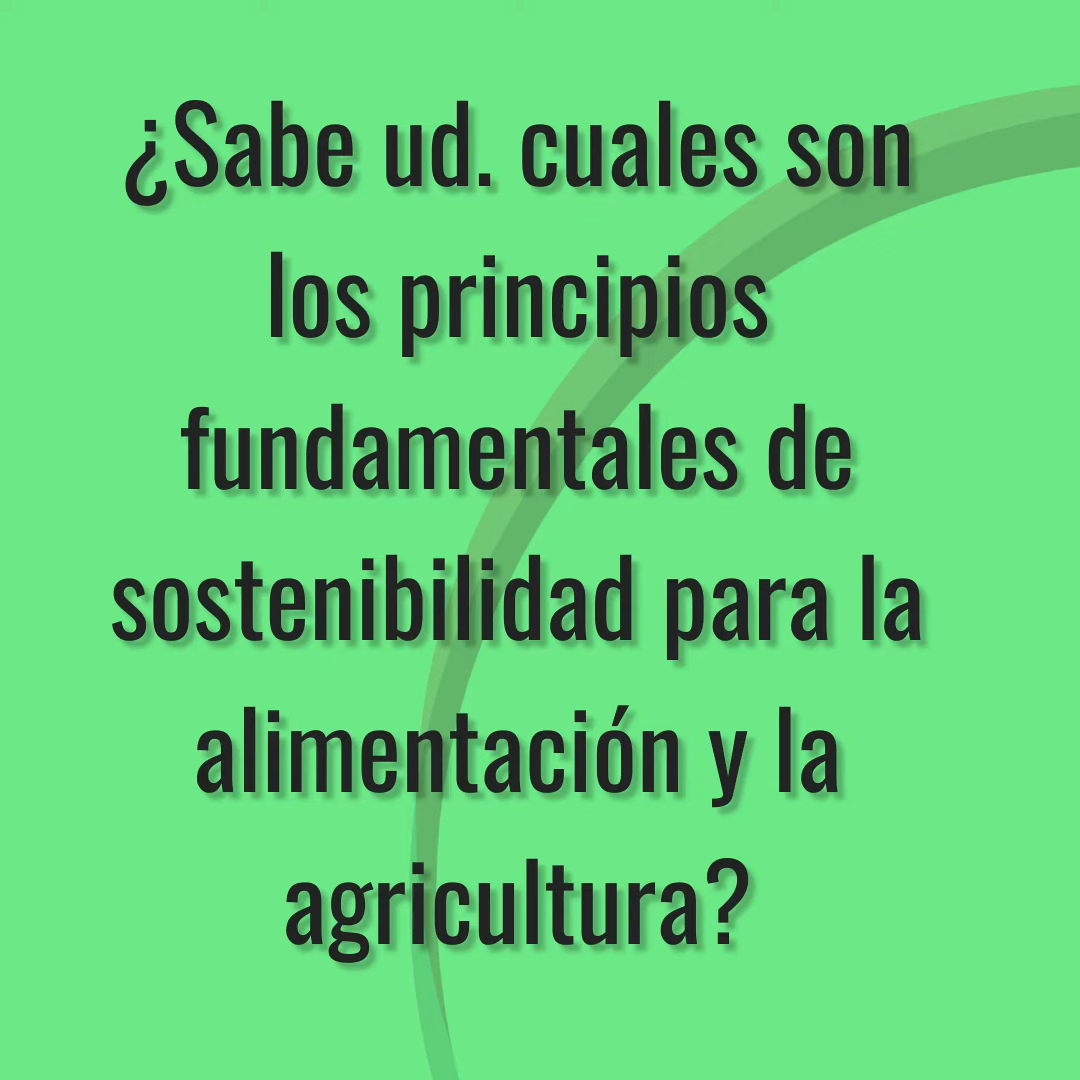 ¿Sabe ud. cuales son
los principios
fundamentales de
sostenibilidad para la
alimentación y la
agricultura?